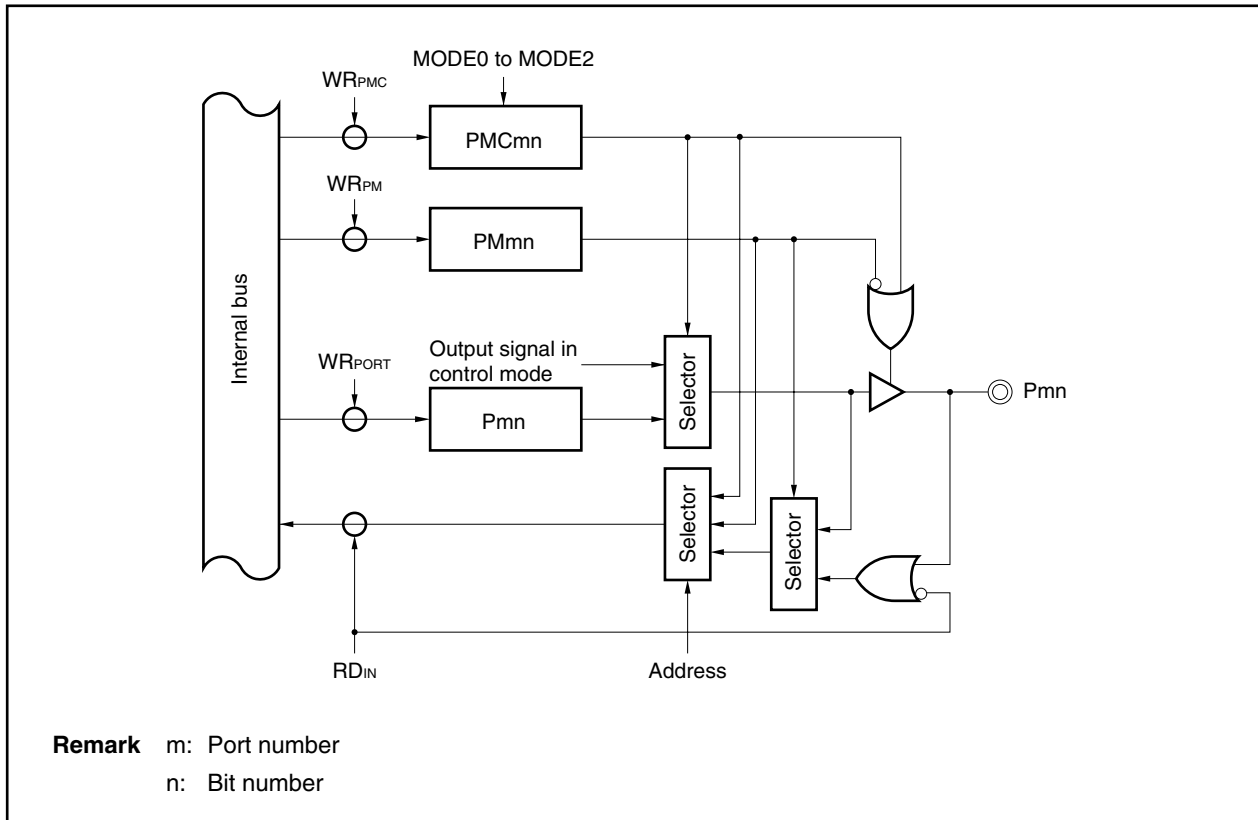 MODE0 to MODE2
WRPMC
PMCmn
WRPM
PMmn
Internal bus
Output signal in
control mode
WRPORT
Pmn
Selector
Pmn
Selector
Selector
RDIN
Address
Remark m: Port number
n: Bit number